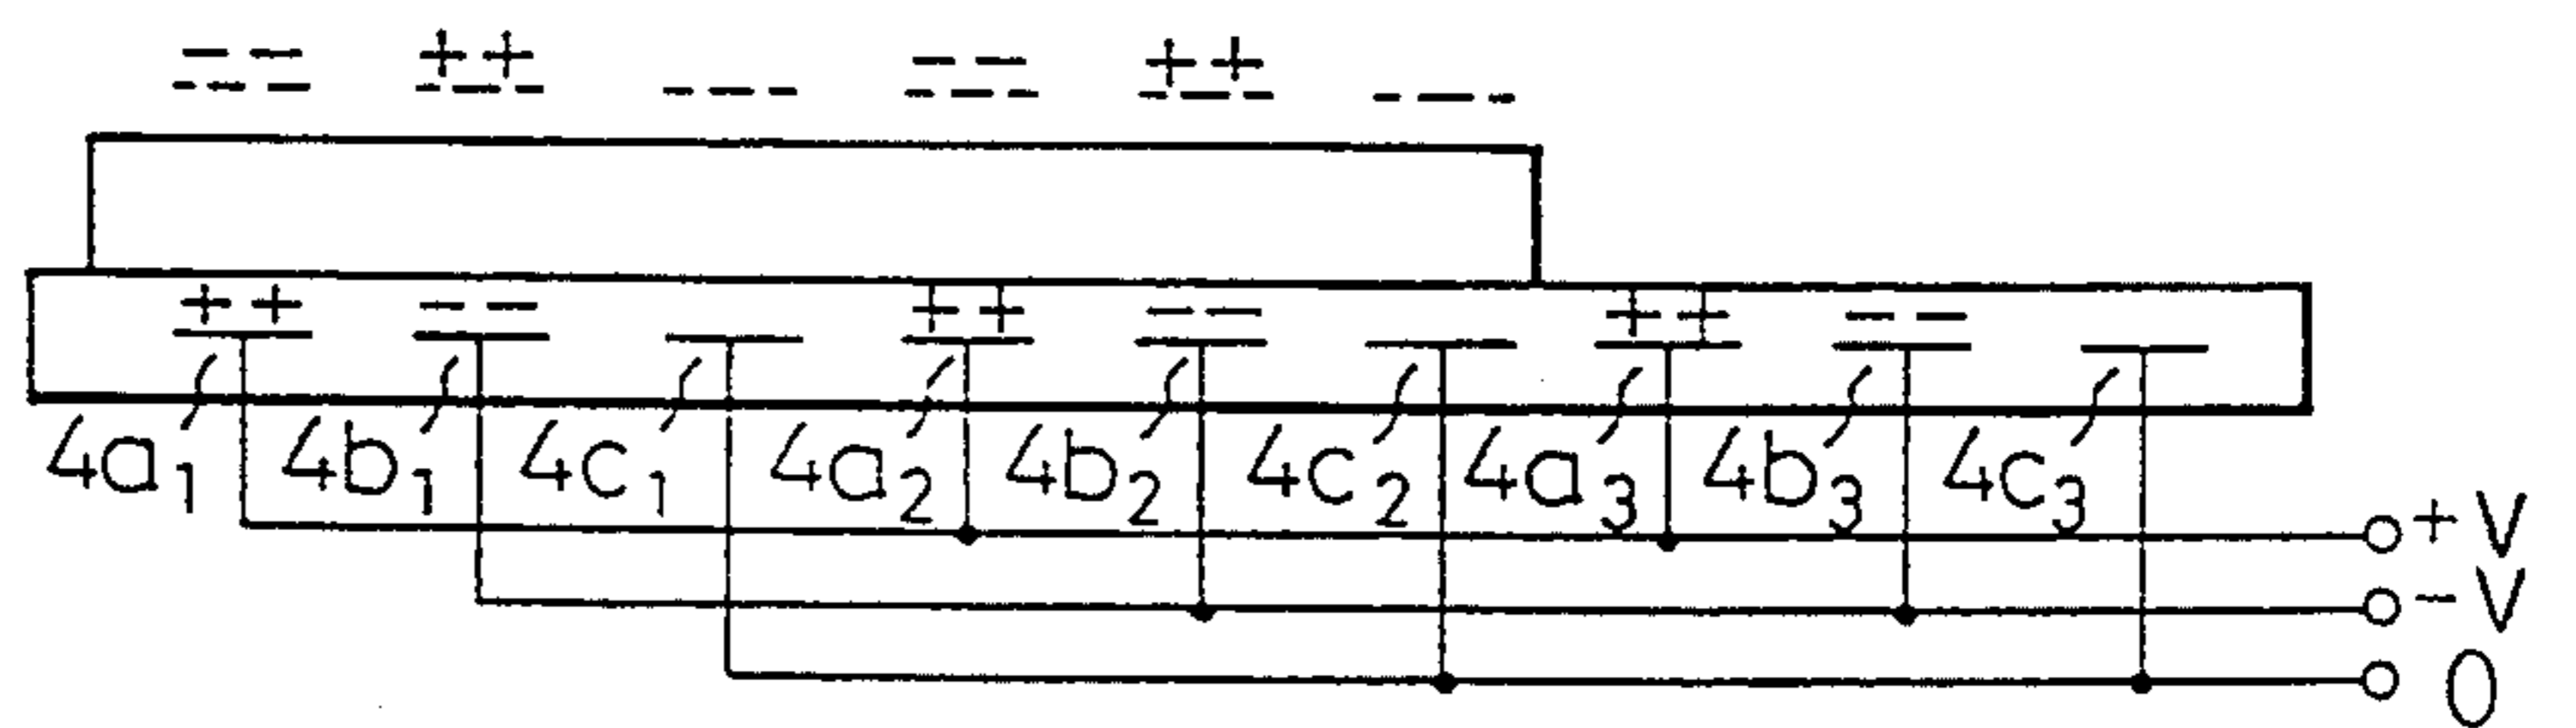 -- ++ -- ++
--- --- --- --- --- ---
++ -- ++ -- ++ --
4a1 4b1 4c1 4a2 4b2 4c2 4a3 4b3 4c3
+V
-V
0